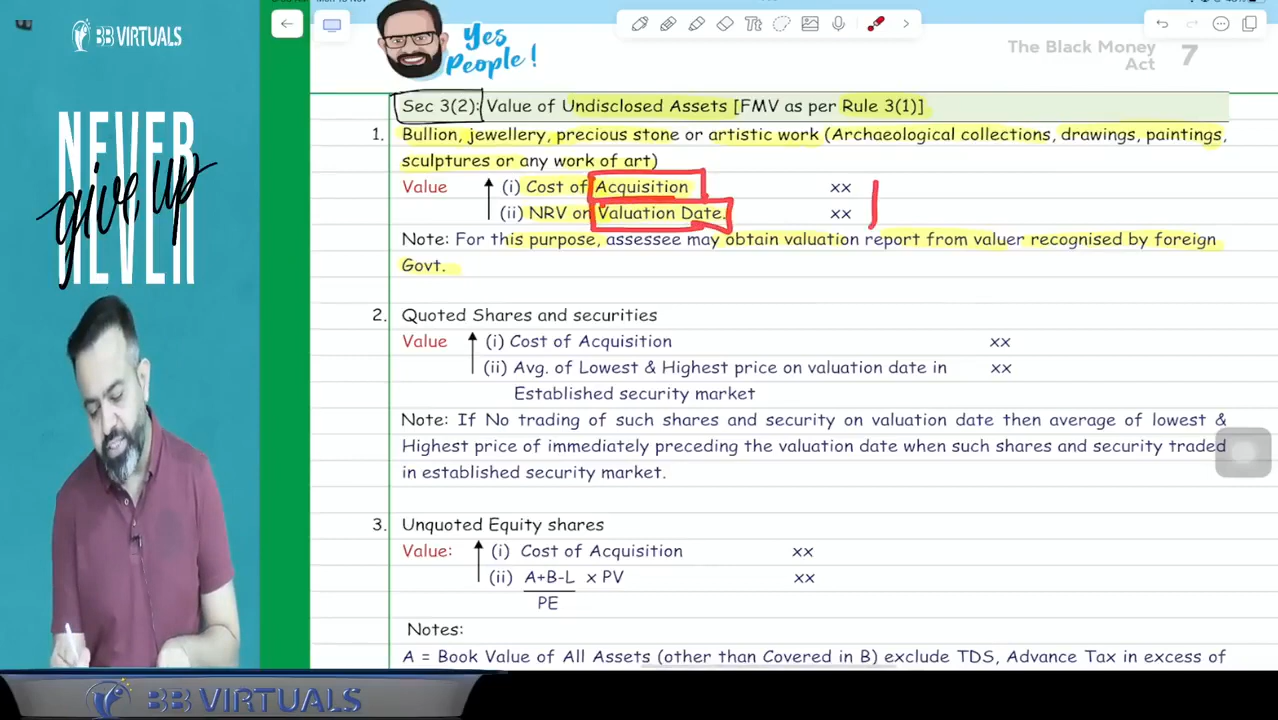 BB VIRTUALS
Yes
People!
The Black Money
Act 7
NEVER
give up
NEVER
Sec 3(2): Value of Undisclosed Assets [FMV as per Rule 3(1)]
1. Bullion, jewellery, precious stone or artistic work (Archaeological collections, drawings, paintings,
sculptures or any work of art)
Value (i) Cost of Acquisition xx
(ii) NRV on Valuation Date. xx
Note: For this purpose, assessee may obtain valuation report from valuer recognised by foreign
Govt.
2. Quoted Shares and securities
Value (i) Cost of Acquisition xx
(ii) Avg. of Lowest & Highest price on valuation date in xx
Established security market
Note: If No trading of such shares and security on valuation date then average of lowest &
Highest price of immediately preceding the valuation date when such shares and security traded
in established security market.
3. Unquoted Equity shares
Value: (i) Cost of Acquisition xx
(ii) A+B-L x PV xx
PE
Notes:
A = Book Value of All Assets (other than Covered in B) exclude TDS, Advance Tax in excess of
BB VIRTUALS